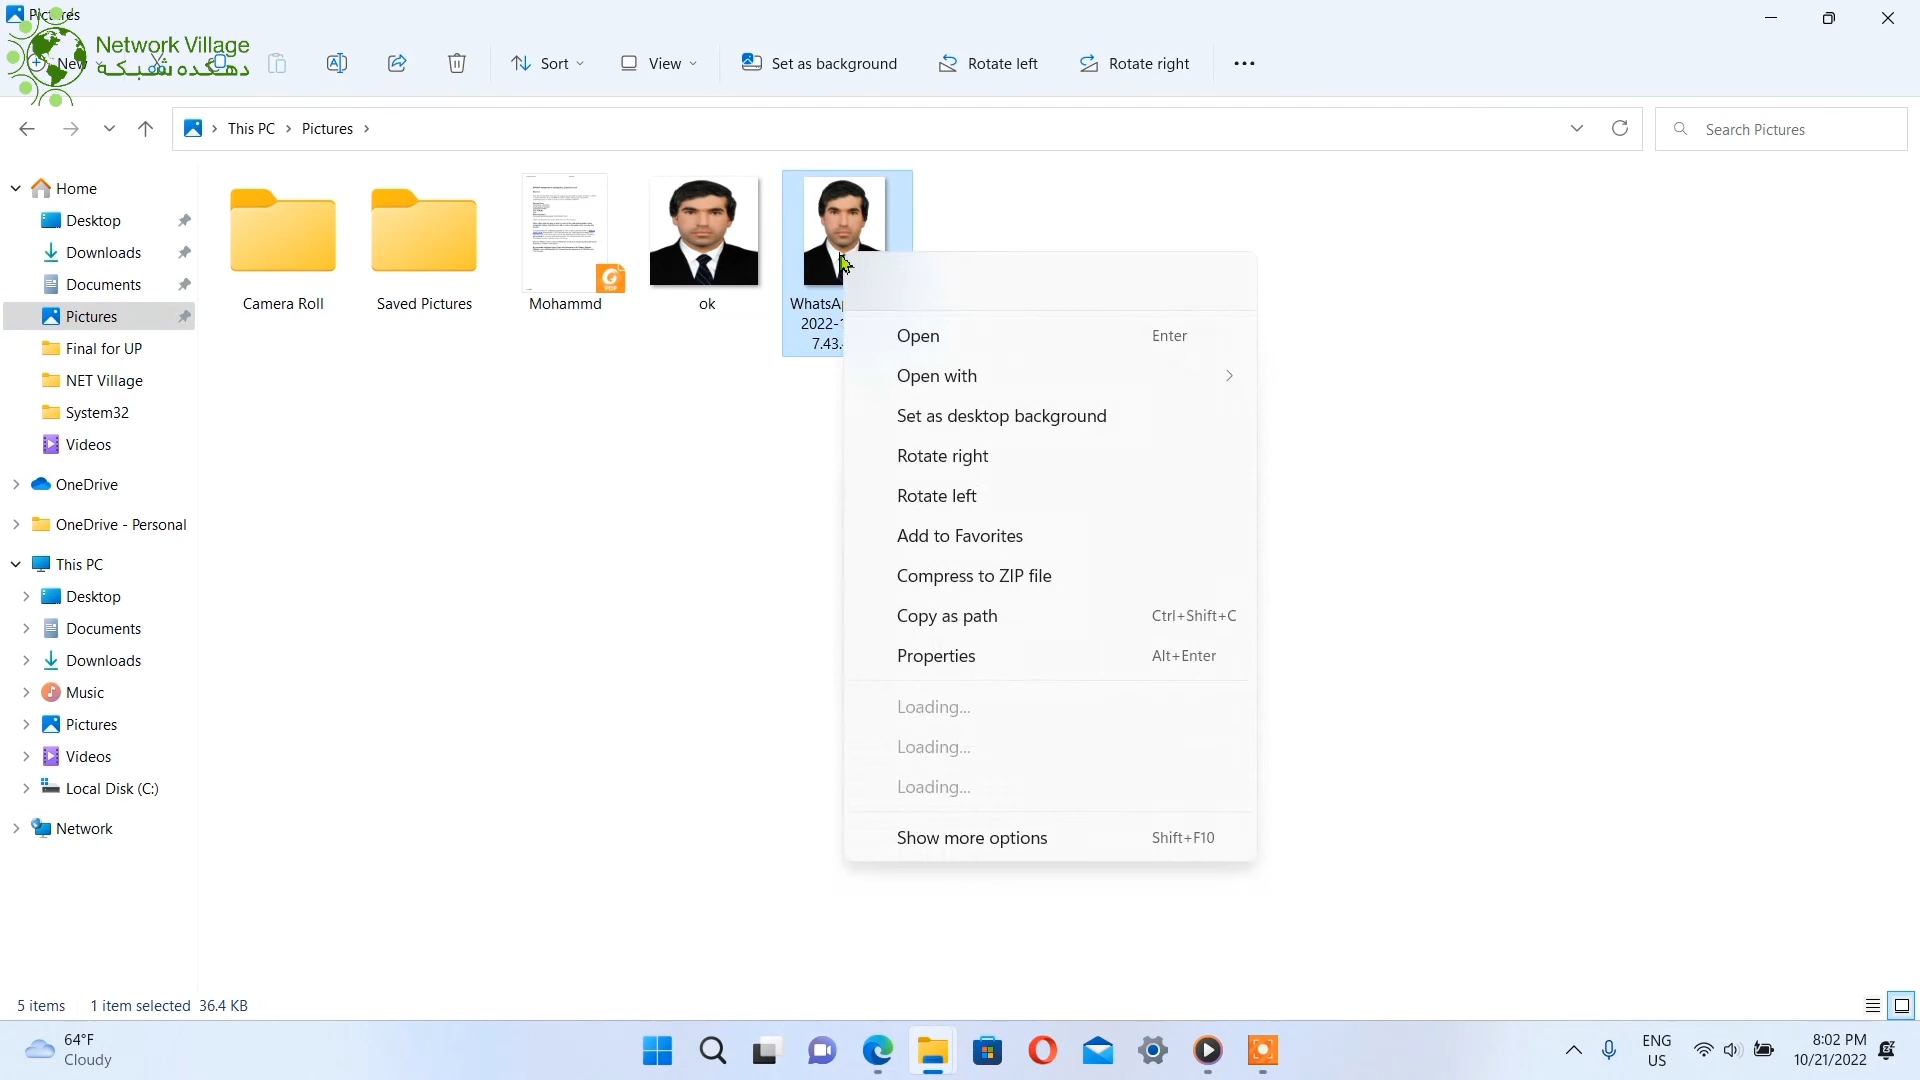 Pictures
Network Village
دهکده شبکه
New
Sort
View
Set as background
Rotate left
Rotate right
This PC
Pictures
Search Pictures
Home
Desktop
Downloads
Documents
Pictures
Final for UP
NET Village
System32
Videos
OneDrive
OneDrive - Personal
This PC
Desktop
Documents
Downloads
Music
Pictures
Videos
Local Disk (C:)
Network
Camera Roll
Saved Pictures
PDF
Mohammd
ok
WhatsAp
2022-
7.43.
Open Enter
Open with
Set as desktop background
Rotate right
Rotate left
Add to Favorites
Compress to ZIP file
Copy as path Ctrl+Shift+C
Properties Alt+Enter
Loading...
Loading...
Loading...
Show more options Shift+F10
5 items 1 item selected 36.4 KB
64°F
Cloudy
ENG
US
8:02 PM
10/21/2022